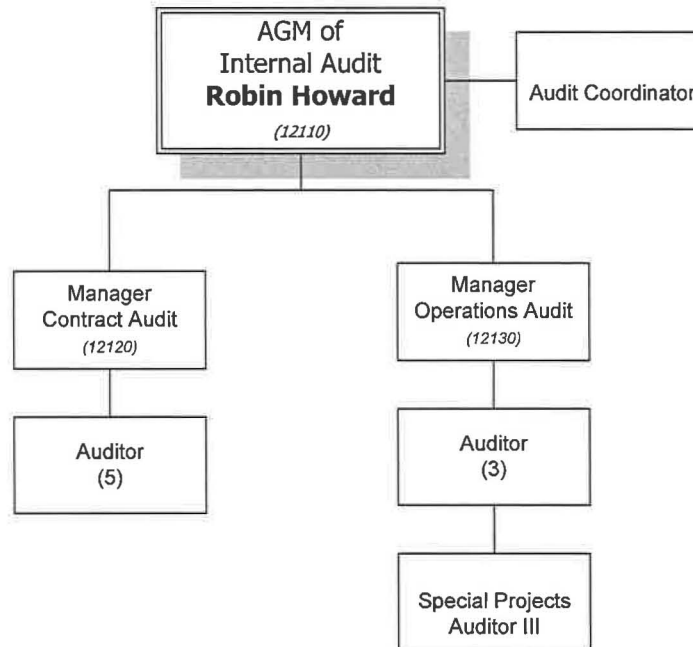 AGM of
Internal Audit
Robin Howard
(12110)
Audit Coordinator
Manager
Contract Audit
(12120)
Manager
Operations Audit
(12130)
Auditor
(5)
Auditor
(3)
Special Projects
Auditor III